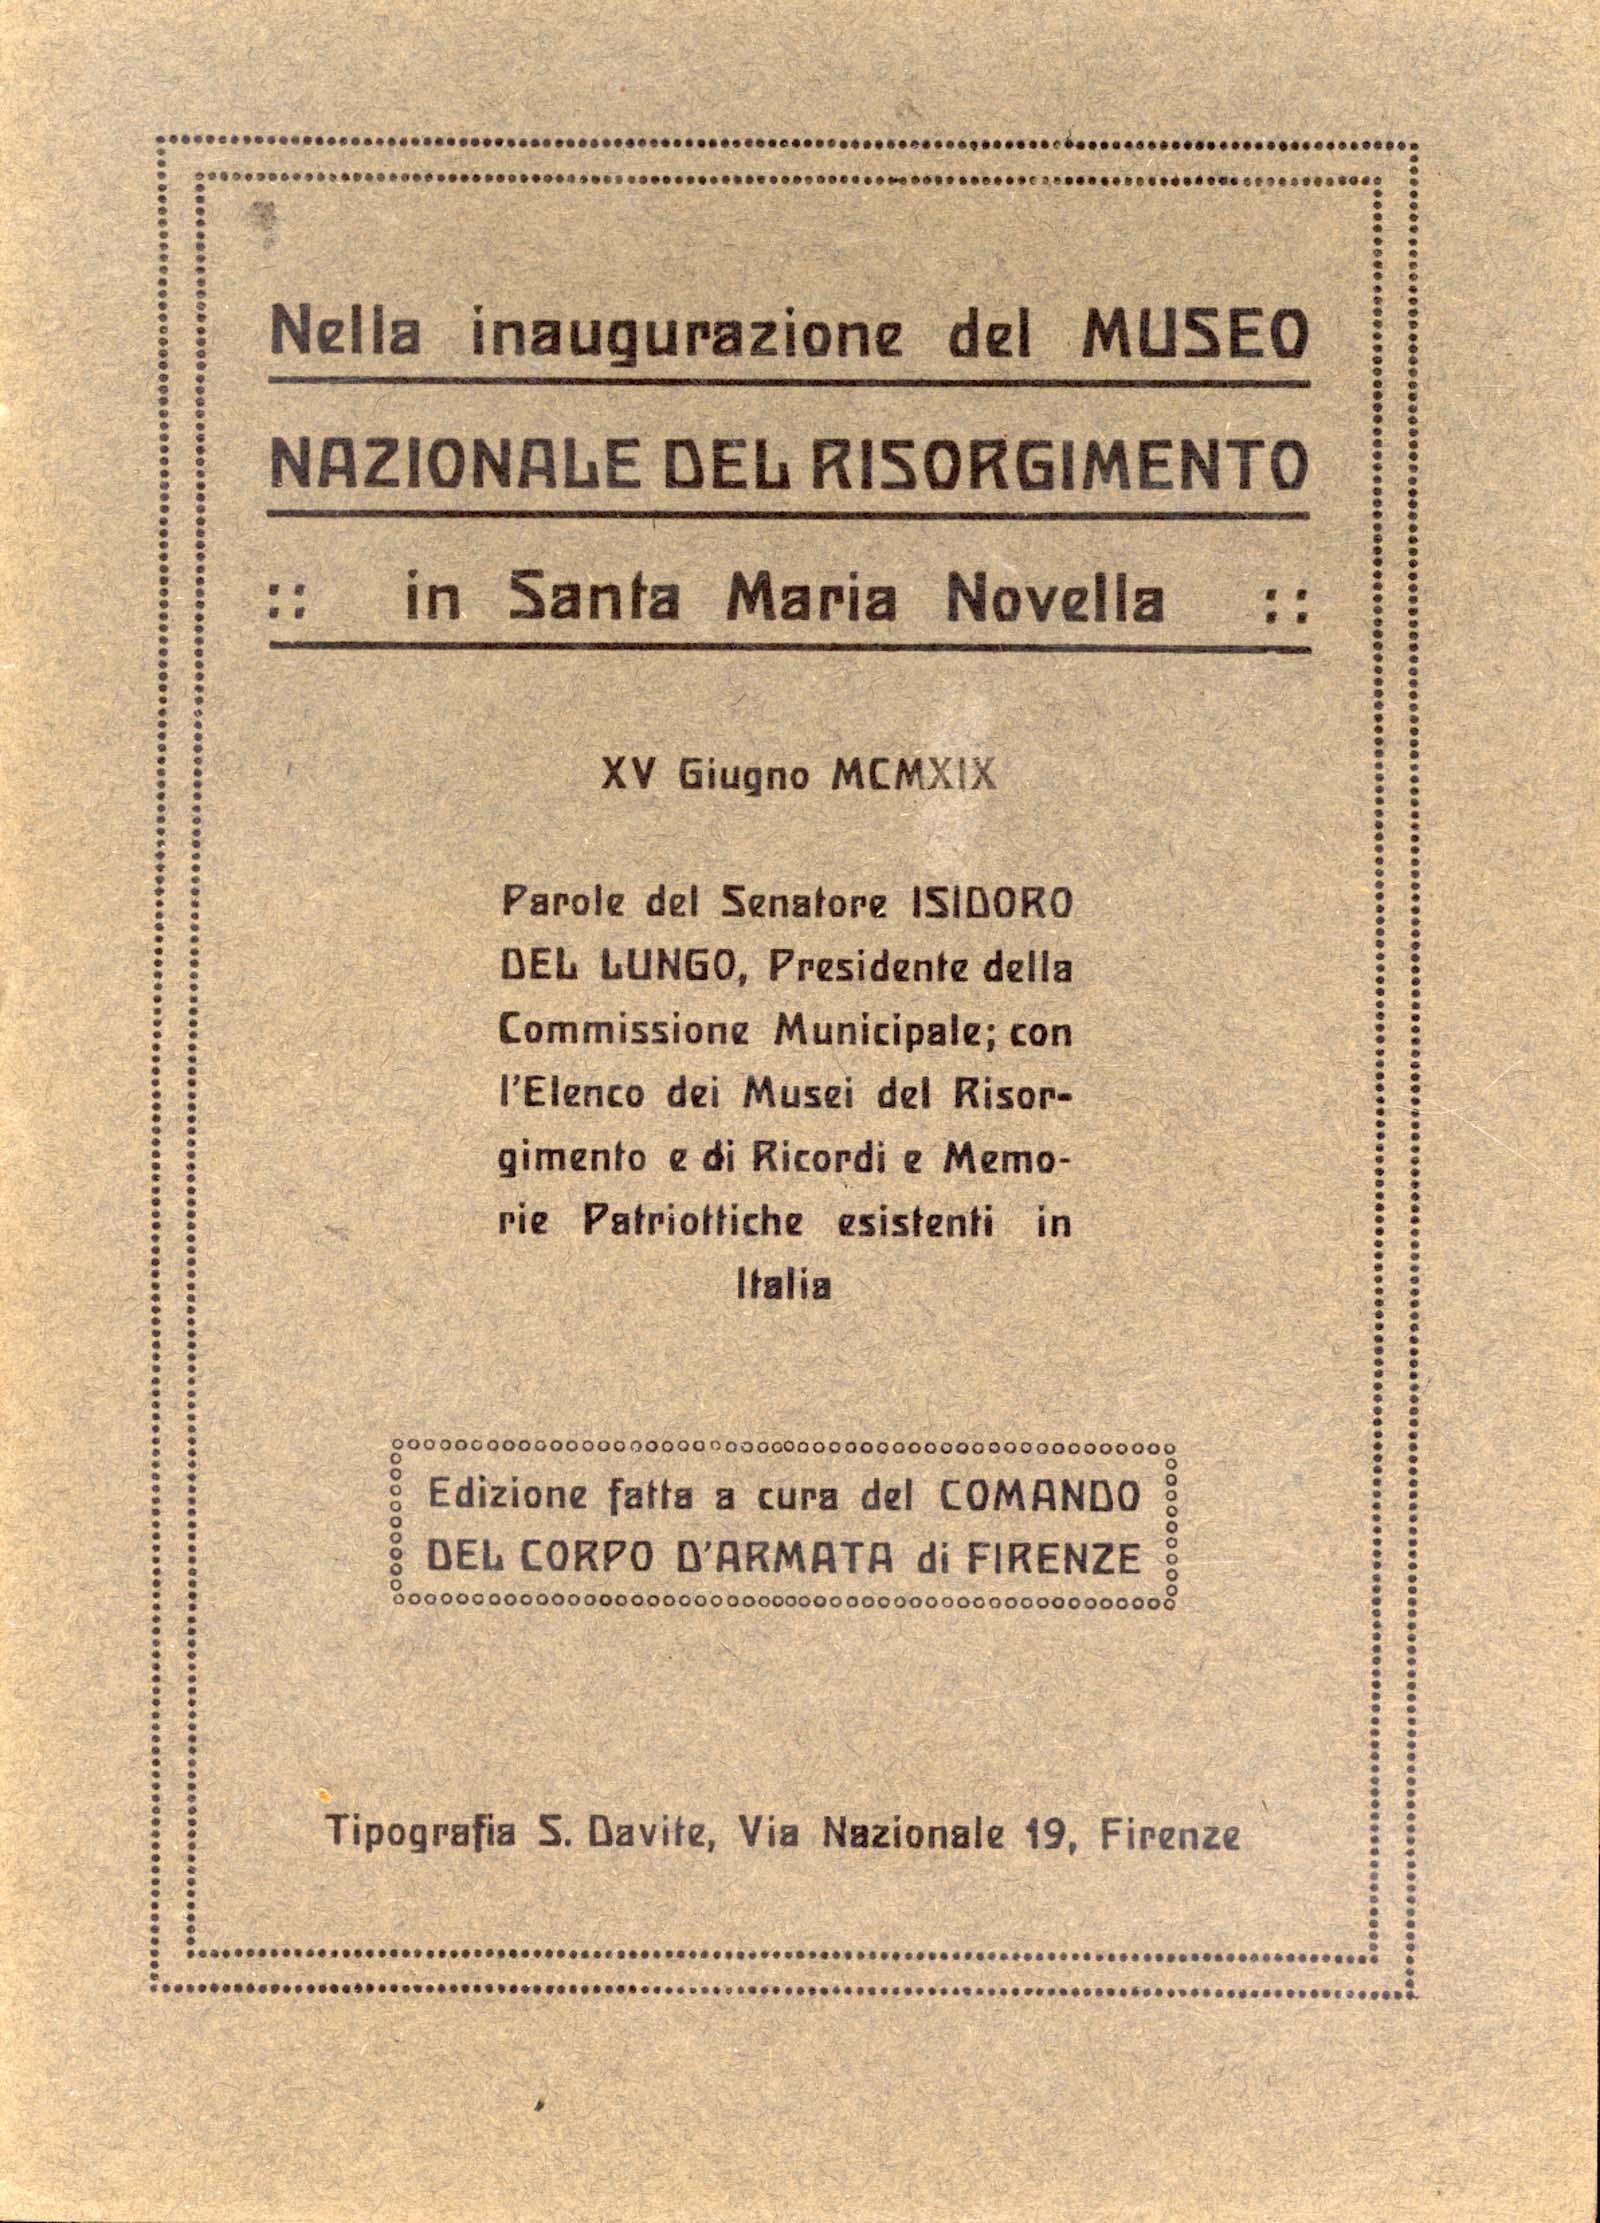 Nella inaugurazione del MUSEO
NAZIONALE DEL RISORGIMENTO
:: in Santa Maria Novella ::
XV Giugno MCMXIX
Parole del Senatore ISIDORO
DEL LUNGO, Presidente della
Commissione Municipale; con
l'Elenco dei Musei del Risor-
gimento e di Ricordi e Memo-
rie Patriottiche esistenti in
Italia
Edizione fatta a cura del COMANDO
DEL CORPO D'ARMATA di FIRENZE
Tipografia S. Davite, Via Nazionale 19, Firenze